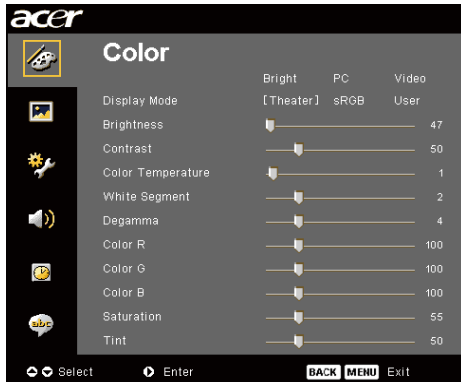 acer
Color
Bright PC Video
Display Mode [Theater] sRGB User
Brightness 47
Contrast 50
Color Temperature 1
White Segment 2
Degamma 4
Color R 100
Color G 100
Color B 100
Saturation 55
abc
Tint 50
Select Enter BACK MENU Exit